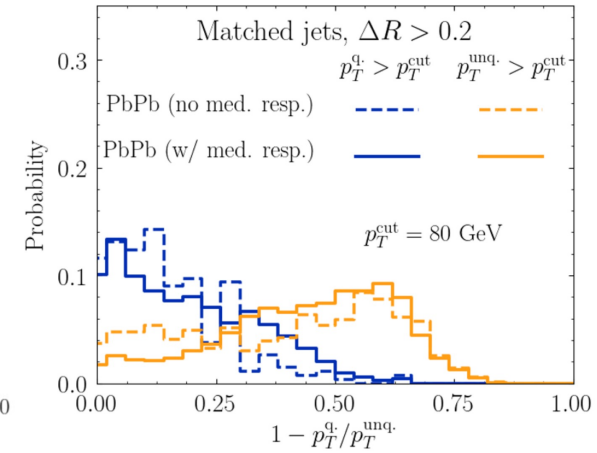 Matched jets, ΔR > 0.2
p_T^{q.} > p_T^{cut} p_T^{unq.} > p_T^{cut}
PbPb (no med. resp.)
PbPb (w/ med. resp.)
p_T^{cut} = 80 GeV
Probability
0.3
0.2
0.1
0.0
0
0.00 0.25 0.50 0.75 1.00
1 − p_T^{q.}/p_T^{unq.}